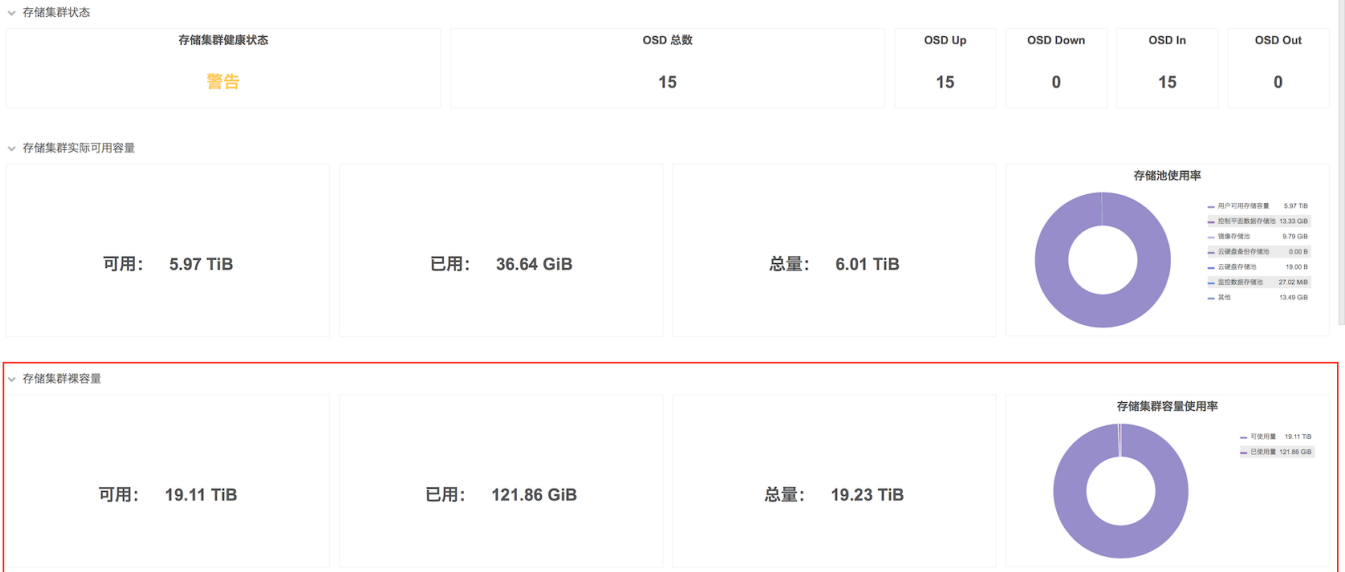 存储集群状态
存储集群健康状态
警告
OSD 总数
15
OSD Up
15
OSD Down
0
OSD In
15
OSD Out
0
存储集群实际可用容量
可用： 5.97 TiB
已用： 36.64 GiB
总量： 6.01 TiB
存储池使用率
用户可用存储容量 5.97 TiB
控制平面数据存储池 13.33 GiB
镜像存储池 9.79 GiB
云硬盘备份存储池 0.00 B
云硬盘存储池 19.00 B
监控数据存储池 27.02 MiB
其他 13.49 GiB
存储集群裸容量
可用： 19.11 TiB
已用： 121.86 GiB
总量： 19.23 TiB
存储集群容量使用率
可使用量 19.11 TiB
已使用量 121.86 GiB